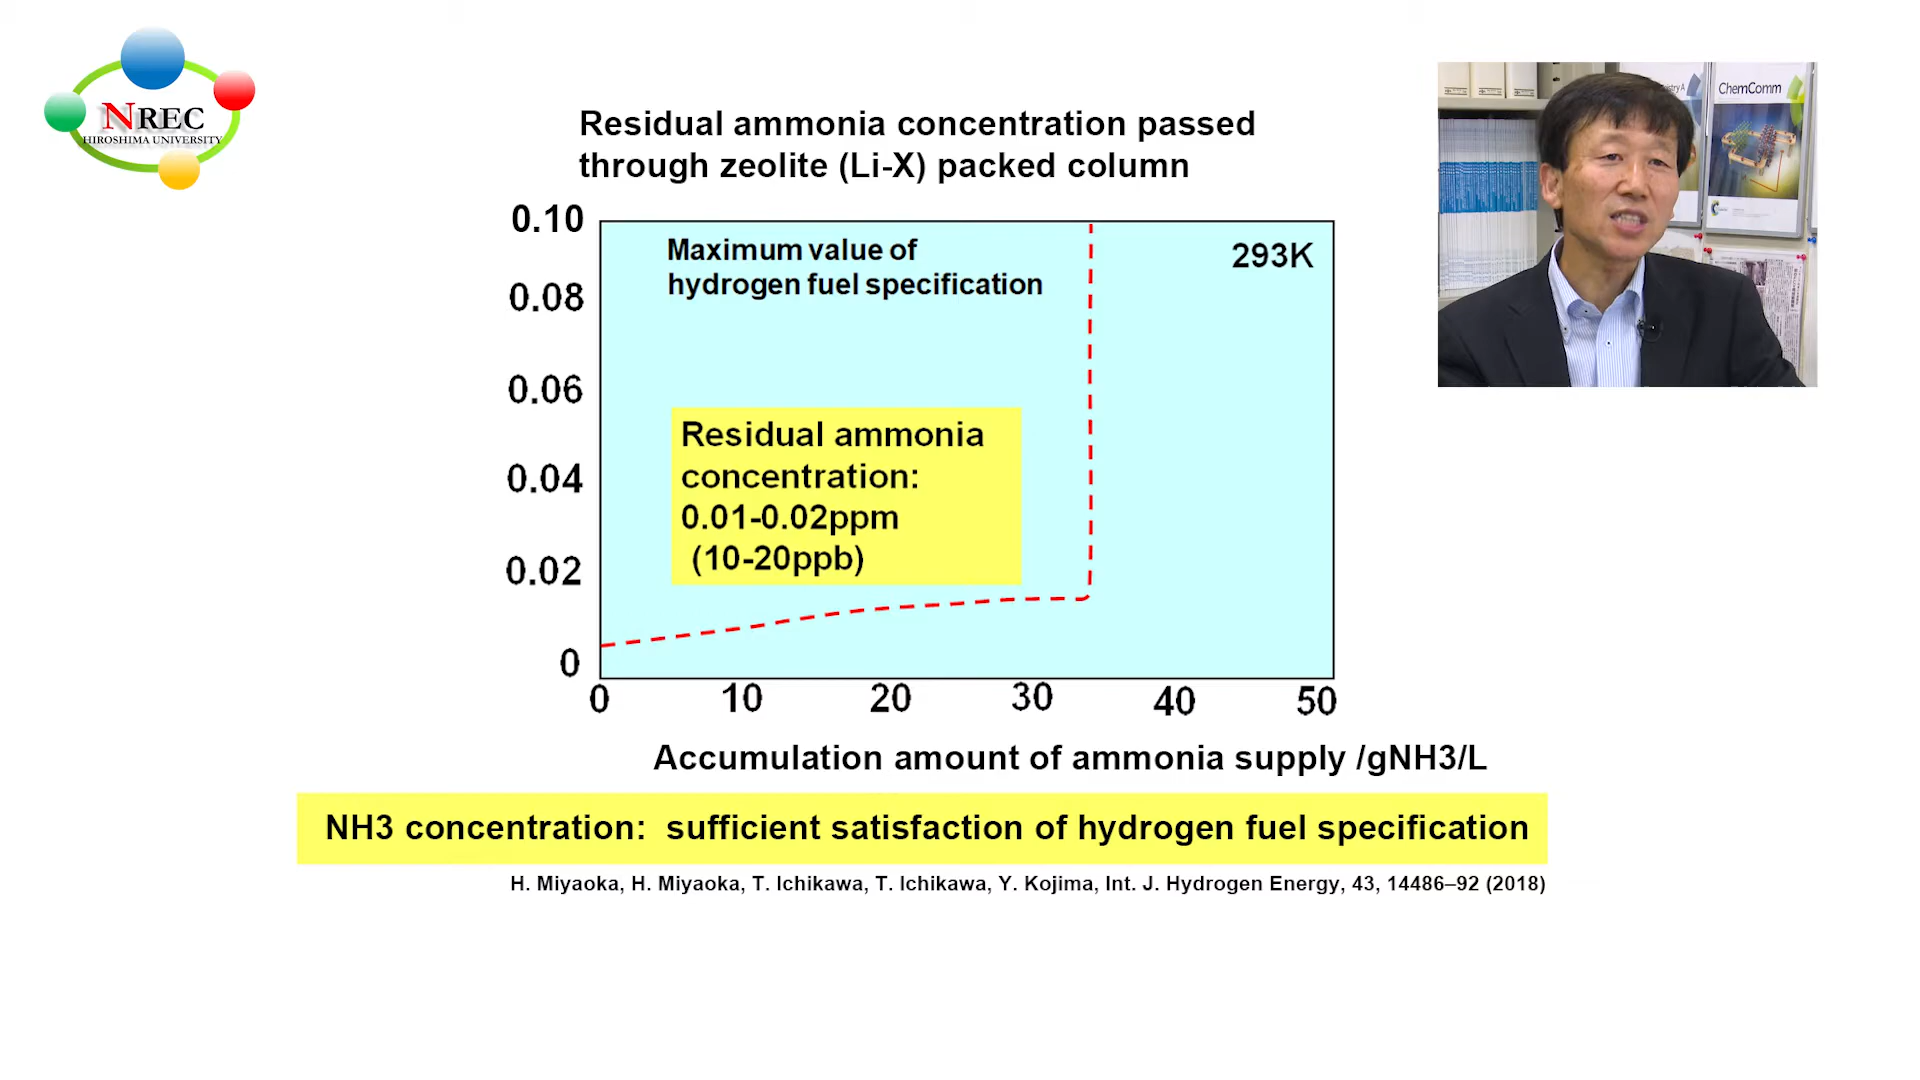 NREC
HIROSHIMA UNIVERSITY
Residual ammonia concentration passed
through zeolite (Li-X) packed column
0.10
0.08
0.06
0.04
0.02
0
Maximum value of
hydrogen fuel specification
293K
Residual ammonia
concentration:
0.01-0.02ppm
(10-20ppb)
0 10 20 30 40 50
Accumulation amount of ammonia supply /gNH3/L
NH3 concentration: sufficient satisfaction of hydrogen fuel specification
H. Miyaoka, H. Miyaoka, T. Ichikawa, T. Ichikawa, Y. Kojima, Int. J. Hydrogen Energy, 43, 14486–92 (2018)
ChemComm